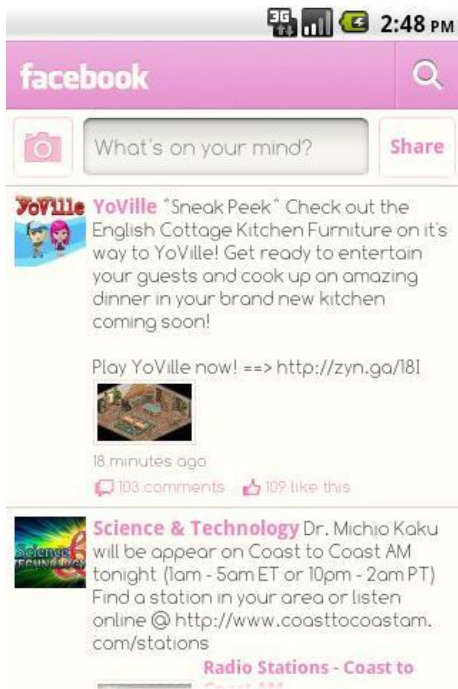 3G 2:48 PM
facebook
What's on your mind? Share
YoVille
YoVille *Sneak Peek* Check out the
English Cottage Kitchen Furniture on it's
way to YoVille! Get ready to entertain
your guests and cook up an amazing
dinner in your brand new kitchen
coming soon!
Play YoVille now! ==> http://zyn.ga/18I
18 minutes ago
103 comments 109 like this
Science
TECHNOLOGY
Science & Technology Dr. Michio Kaku
will be appear on Coast to Coast AM
tonight (1am - 5am ET or 10pm - 2am PT)
Find a station in your area or listen
online @ http://www.coasttocoastam.
com/stations
Radio Stations - Coast to